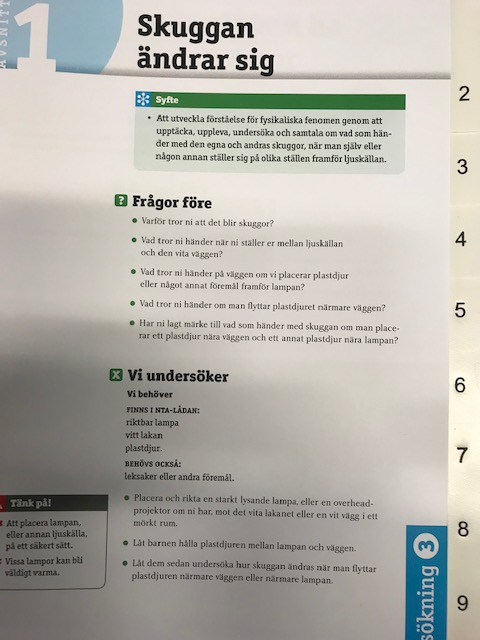 AVSNITT
1
Skuggan
ändrar sig
Syfte
• Att utveckla förståelse för fysikaliska fenomen genom att
upptäcka, uppleva, undersöka och samtala om vad som hän-
der med den egna och andras skuggor, när man själv eller
någon annan ställer sig på olika ställen framför ljuskällan.
? Frågor före
• Varför tror ni att det blir skuggor?
• Vad tror ni händer när ni ställer er mellan ljuskällan
och den vita väggen?
• Vad tror ni händer på väggen om vi placerar plastdjur
eller något annat föremål framför lampan?
• Vad tror ni händer om man flyttar plastdjuret närmare väggen?
• Har ni lagt märke till vad som händer med skuggan om man place-
rar ett plastdjur nära väggen och ett annat plastdjur nära lampan?
X Vi undersöker
Vi behöver
FINNS I NTA-LÅDAN:
riktbar lampa
vitt lakan
plastdjur.
BEHÖVS OCKSÅ:
leksaker eller andra föremål.
• Placera och rikta en starkt lysande lampa, eller en overhead-
projektor om ni har, mot det vita lakanet eller en vit vägg i ett
mörkt rum.
• Låt barnen hålla plastdjuren mellan lampan och väggen.
• Låt dem sedan undersöka hur skuggan ändras när man flyttar
plastdjuren närmare väggen eller närmare lampan.
Tänk på!
Att placera lampan,
eller annan ljuskälla,
på ett säkert sätt.
Vissa lampor kan bli
väldigt varma.
sökning 3
2
3
4
5
6
7
8
9